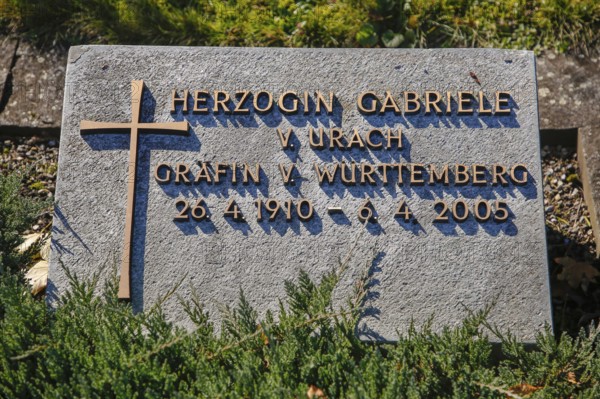 HERZOGIN GABRIELE
V. URACH
GRÄFIN V. WÜRTTEMBERG
26. 4. 1910 – 6. 4. 2005